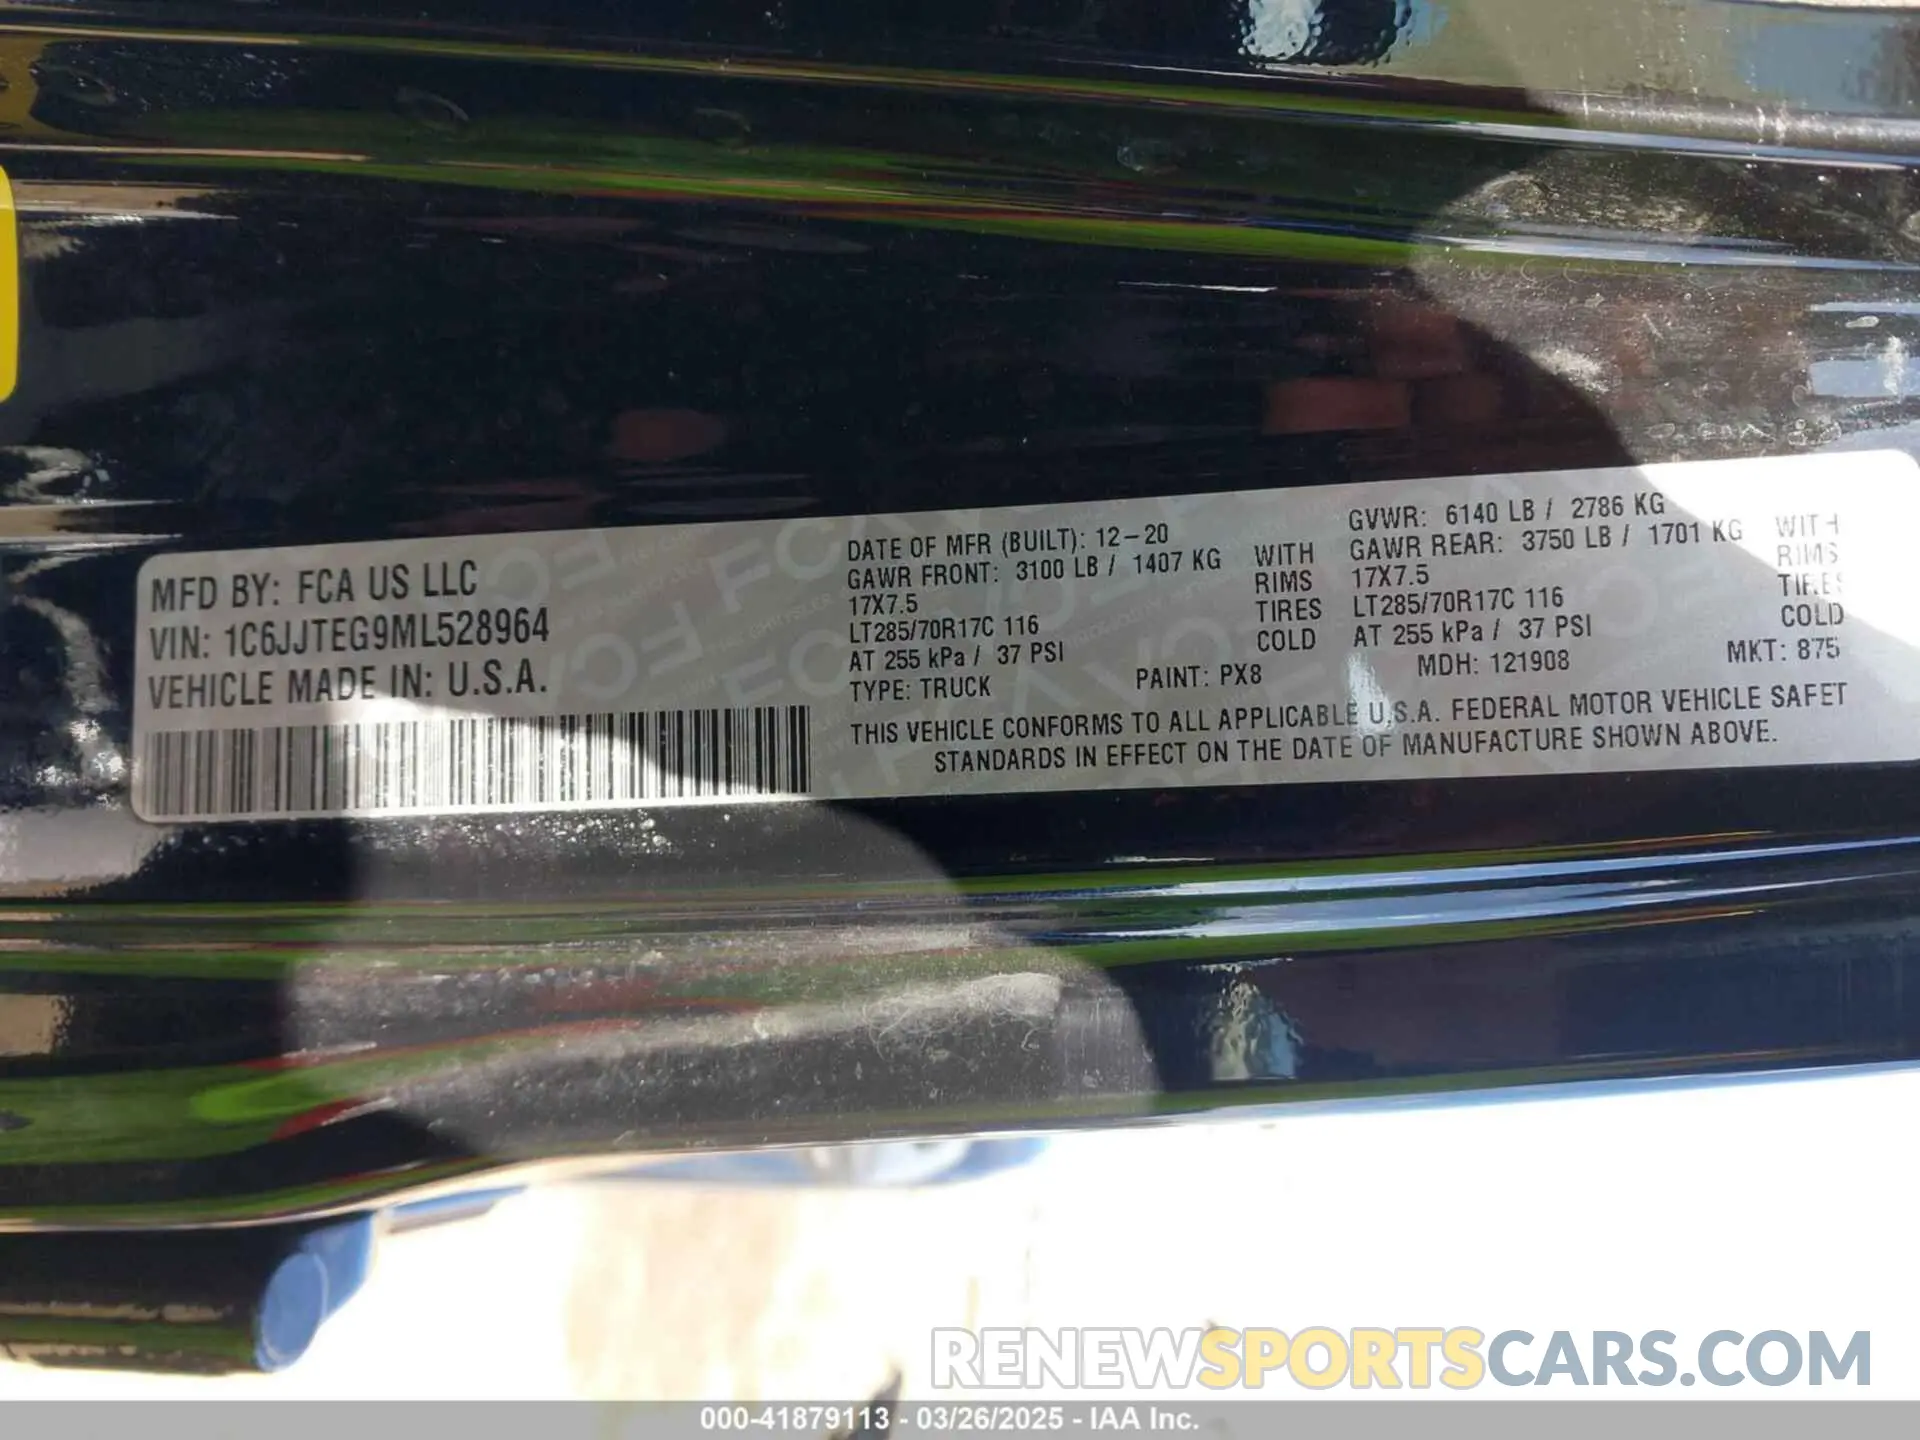 MFD BY: FCA US LLC
VIN: 1C6JJTEG9ML528964
VEHICLE MADE IN: U.S.A.
DATE OF MFR (BUILT): 12-20
GAWR FRONT: 3100 LB / 1407 KG WITH
17X7.5 RIMS
LT285/70R17C 116 TIRES
AT 255 kPa / 37 PSI COLD
TYPE: TRUCK PAINT: PX8
GVWR: 6140 LB / 2786 KG
GAWR REAR: 3750 LB / 1701 KG WITH
17X7.5 RIMS
LT285/70R17C 116 TIRES
AT 255 kPa / 37 PSI COLD
MDH: 121908 MKT: 875
THIS VEHICLE CONFORMS TO ALL APPLICABLE U.S.A. FEDERAL MOTOR VEHICLE SAFET
STANDARDS IN EFFECT ON THE DATE OF MANUFACTURE SHOWN ABOVE.
RENEWSPORTSCARS.COM
000-41879113 - 03/26/2025 - IAA Inc.